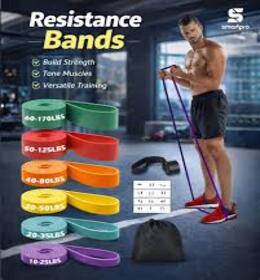 Resistance
Bands
smartpro
Build Strength
Tone Muscles
Versatile Training
60-170LBS.
50-125LBS.
40-80LBS.
30-50LBS.
20-35LBS.
10-25LBS.